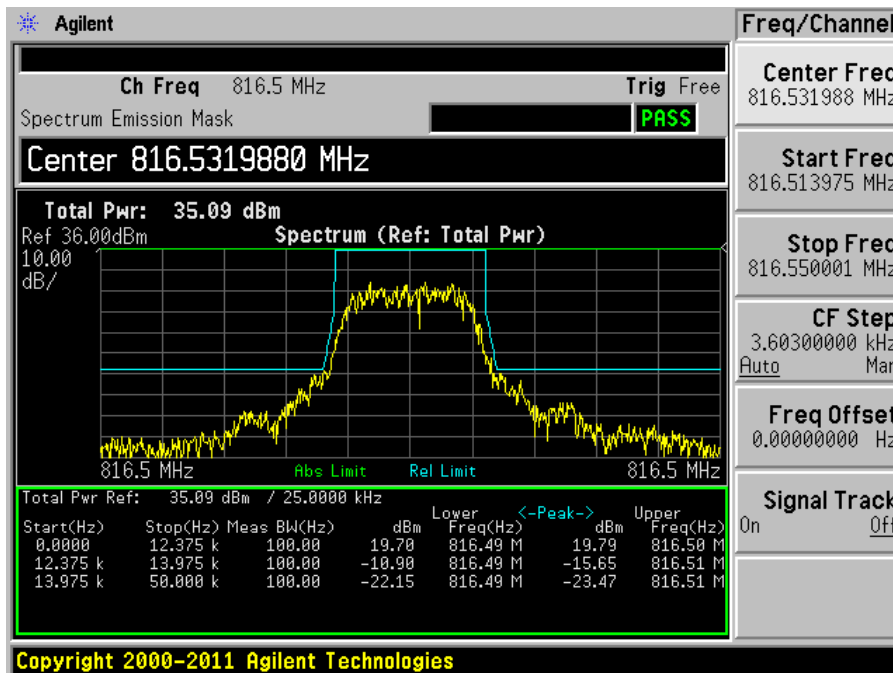 Agilent
Freq/Channel
Ch Freq 816.5 MHz Trig Free
Spectrum Emission Mask PASS
Center 816.5319880 MHz
Total Pwr: 35.09 dBm
Ref 36.00dBm Spectrum (Ref: Total Pwr)
10.00
dB/
816.5 MHz Abs Limit Rel Limit 816.5 MHz
Total Pwr Ref: 35.09 dBm / 25.0000 kHz
Lower <-Peak-> Upper
Start(Hz) Stop(Hz) Meas BW(Hz) dBm Freq(Hz) dBm Freq(Hz)
0.0000 12.375 k 100.00 19.70 816.49 M 19.79 816.50 M
12.375 k 13.975 k 100.00 -10.90 816.49 M -15.65 816.51 M
13.975 k 50.000 k 100.00 -22.15 816.49 M -23.47 816.51 M
Center Freq
816.531988 MHz
Start Freq
816.513975 MHz
Stop Freq
816.550001 MHz
CF Step
3.60300000 kHz
Auto Man
Freq Offset
0.00000000 Hz
Signal Track
On Off
Copyright 2000-2011 Agilent Technologies